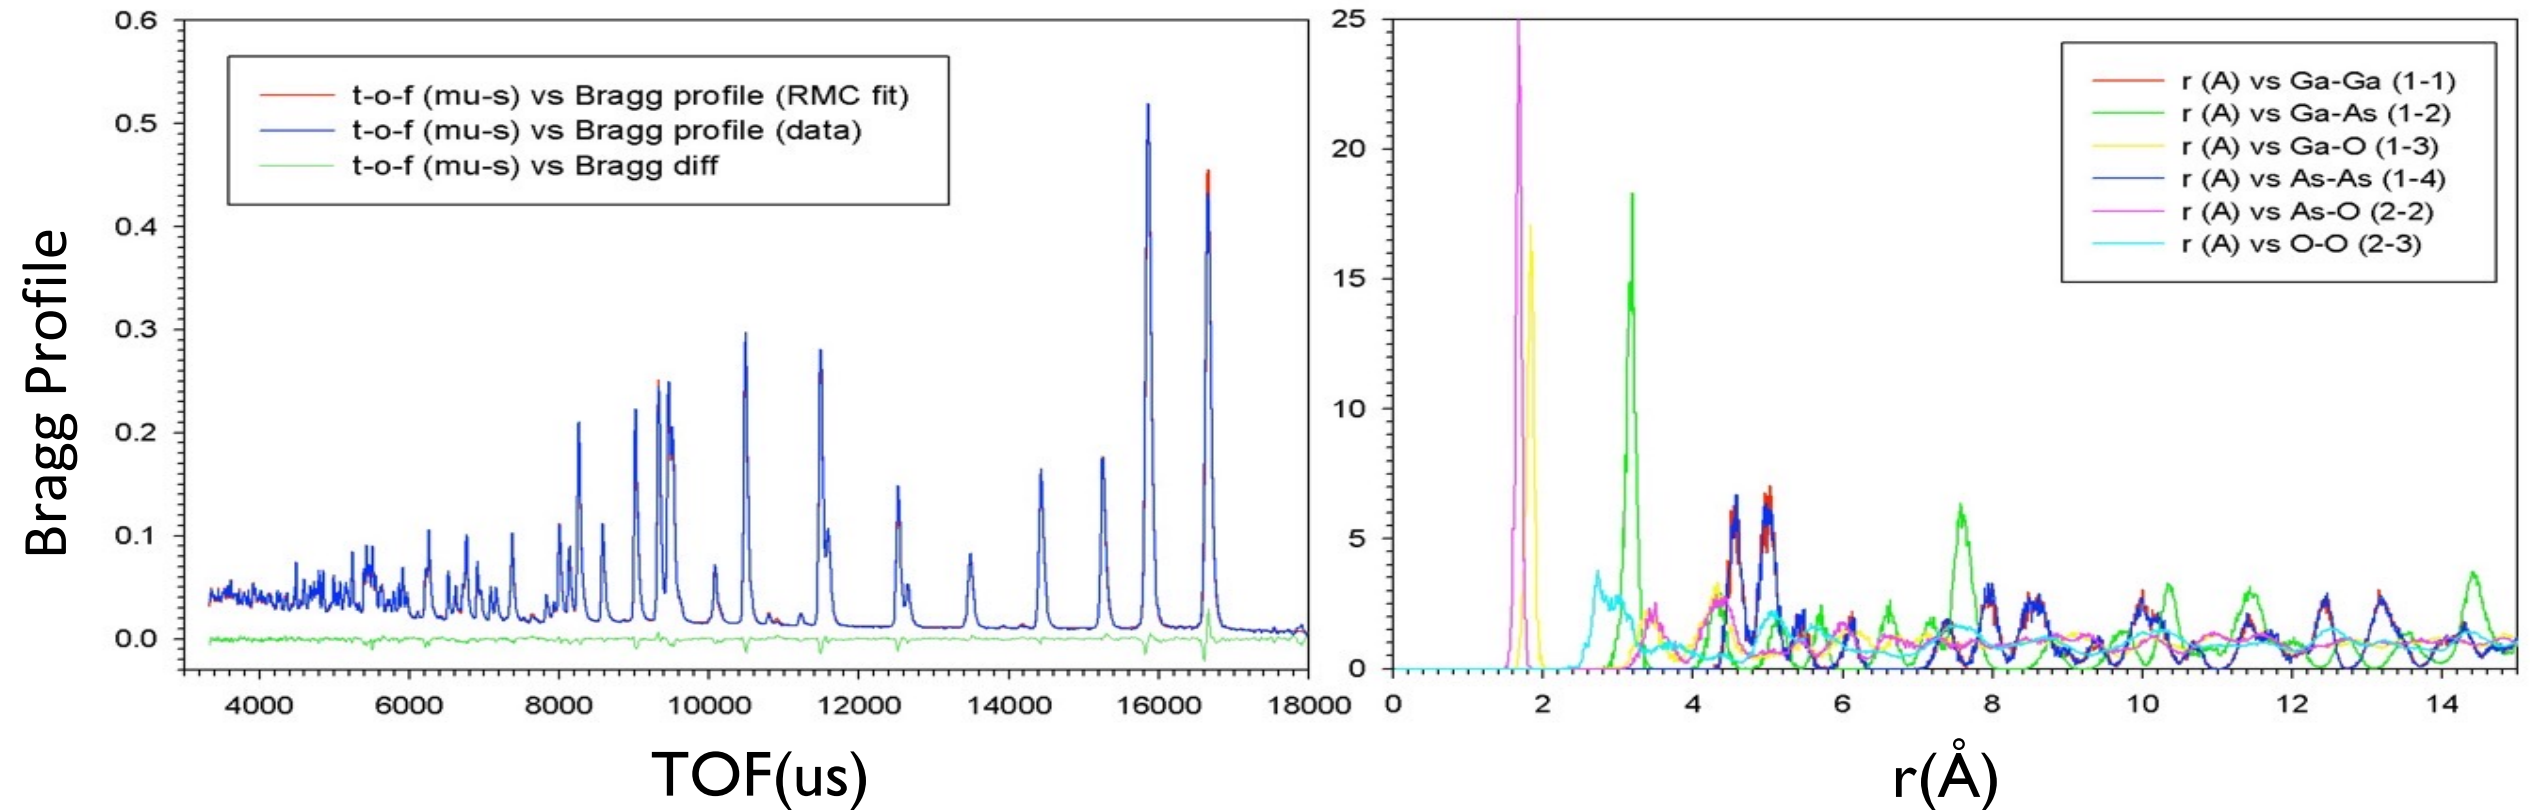 Bragg Profile
0.6
0.5
0.4
0.3
0.2
0.1
0.0
t-o-f (mu-s) vs Bragg profile (RMC fit)
t-o-f (mu-s) vs Bragg profile (data)
t-o-f (mu-s) vs Bragg diff
4000 6000 8000 10000 12000 14000 16000 18000
TOF(us)
25
20
15
10
5
0
r (A) vs Ga-Ga (1-1)
r (A) vs Ga-As (1-2)
r (A) vs Ga-O (1-3)
r (A) vs As-As (1-4)
r (A) vs As-O (2-2)
r (A) vs O-O (2-3)
0 2 4 6 8 10 12 14
r(Å)